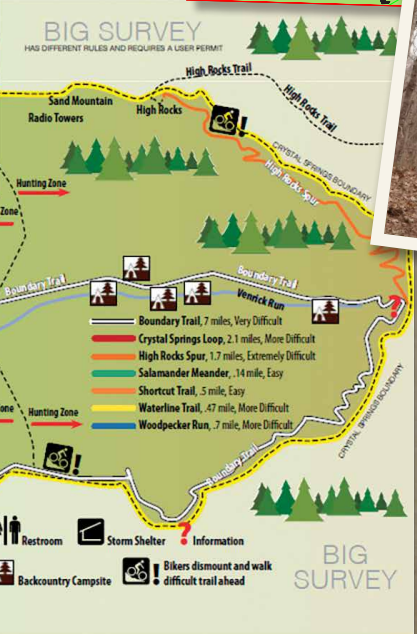 BIG SURVEY
HAS DIFFERENT RULES AND REQUIRES A USER PERMIT
High Rocks Trail
High Rocks Trail
Sand Mountain
Radio Towers
High Rocks
!
CRYSTAL SPRINGS BOUNDARY
High Rocks Spur
Hunting Zone
Zone
Boundary Trail
Boundary Trail
Venrick Run
?
Boundary Trail, 7 miles, Very Difficult
Crystal Springs Loop, 2.1 miles, More Difficult
High Rocks Spur, 1.7 miles, Extremely Difficult
Salamander Meander, .14 mile, Easy
Shortcut Trail, .5 mile, Easy
Waterline Trail, .47 mile, More Difficult
Woodpecker Run, .7 mile, More Difficult
CRYSTAL SPRINGS BOUNDARY
one
Hunting Zone
!
Boundary Trail
?
Restroom
Storm Shelter
? Information
Backcountry Campsite
! Bikers dismount and walk
difficult trail ahead
BIG
SURVEY